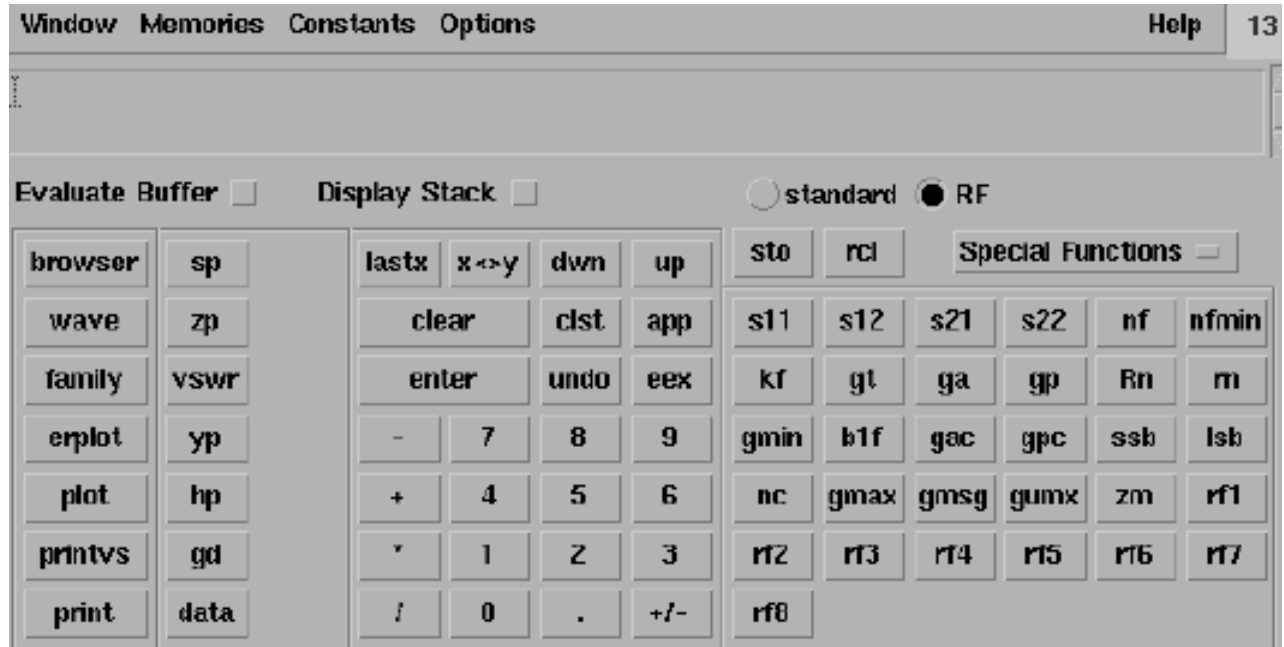 Window Memories Constants Options Help 13
Evaluate Buffer Display Stack standard RF
browser sp lastx x<>y dwn up sto rcl Special Functions
wave zp clear clst app s11 s12 s21 s22 nf nfmin
family vswr enter undo eex kf gt ga gp Rn rn
erplot yp - 7 8 9 gmin b1f gac gpc ssb lsb
plot hp + 4 5 6 nc gmax gmsg gumx zm rf1
printvs gd * 1 2 3 rf2 rf3 rf4 rf5 rf6 rf7
print data / 0 . +/- rf8